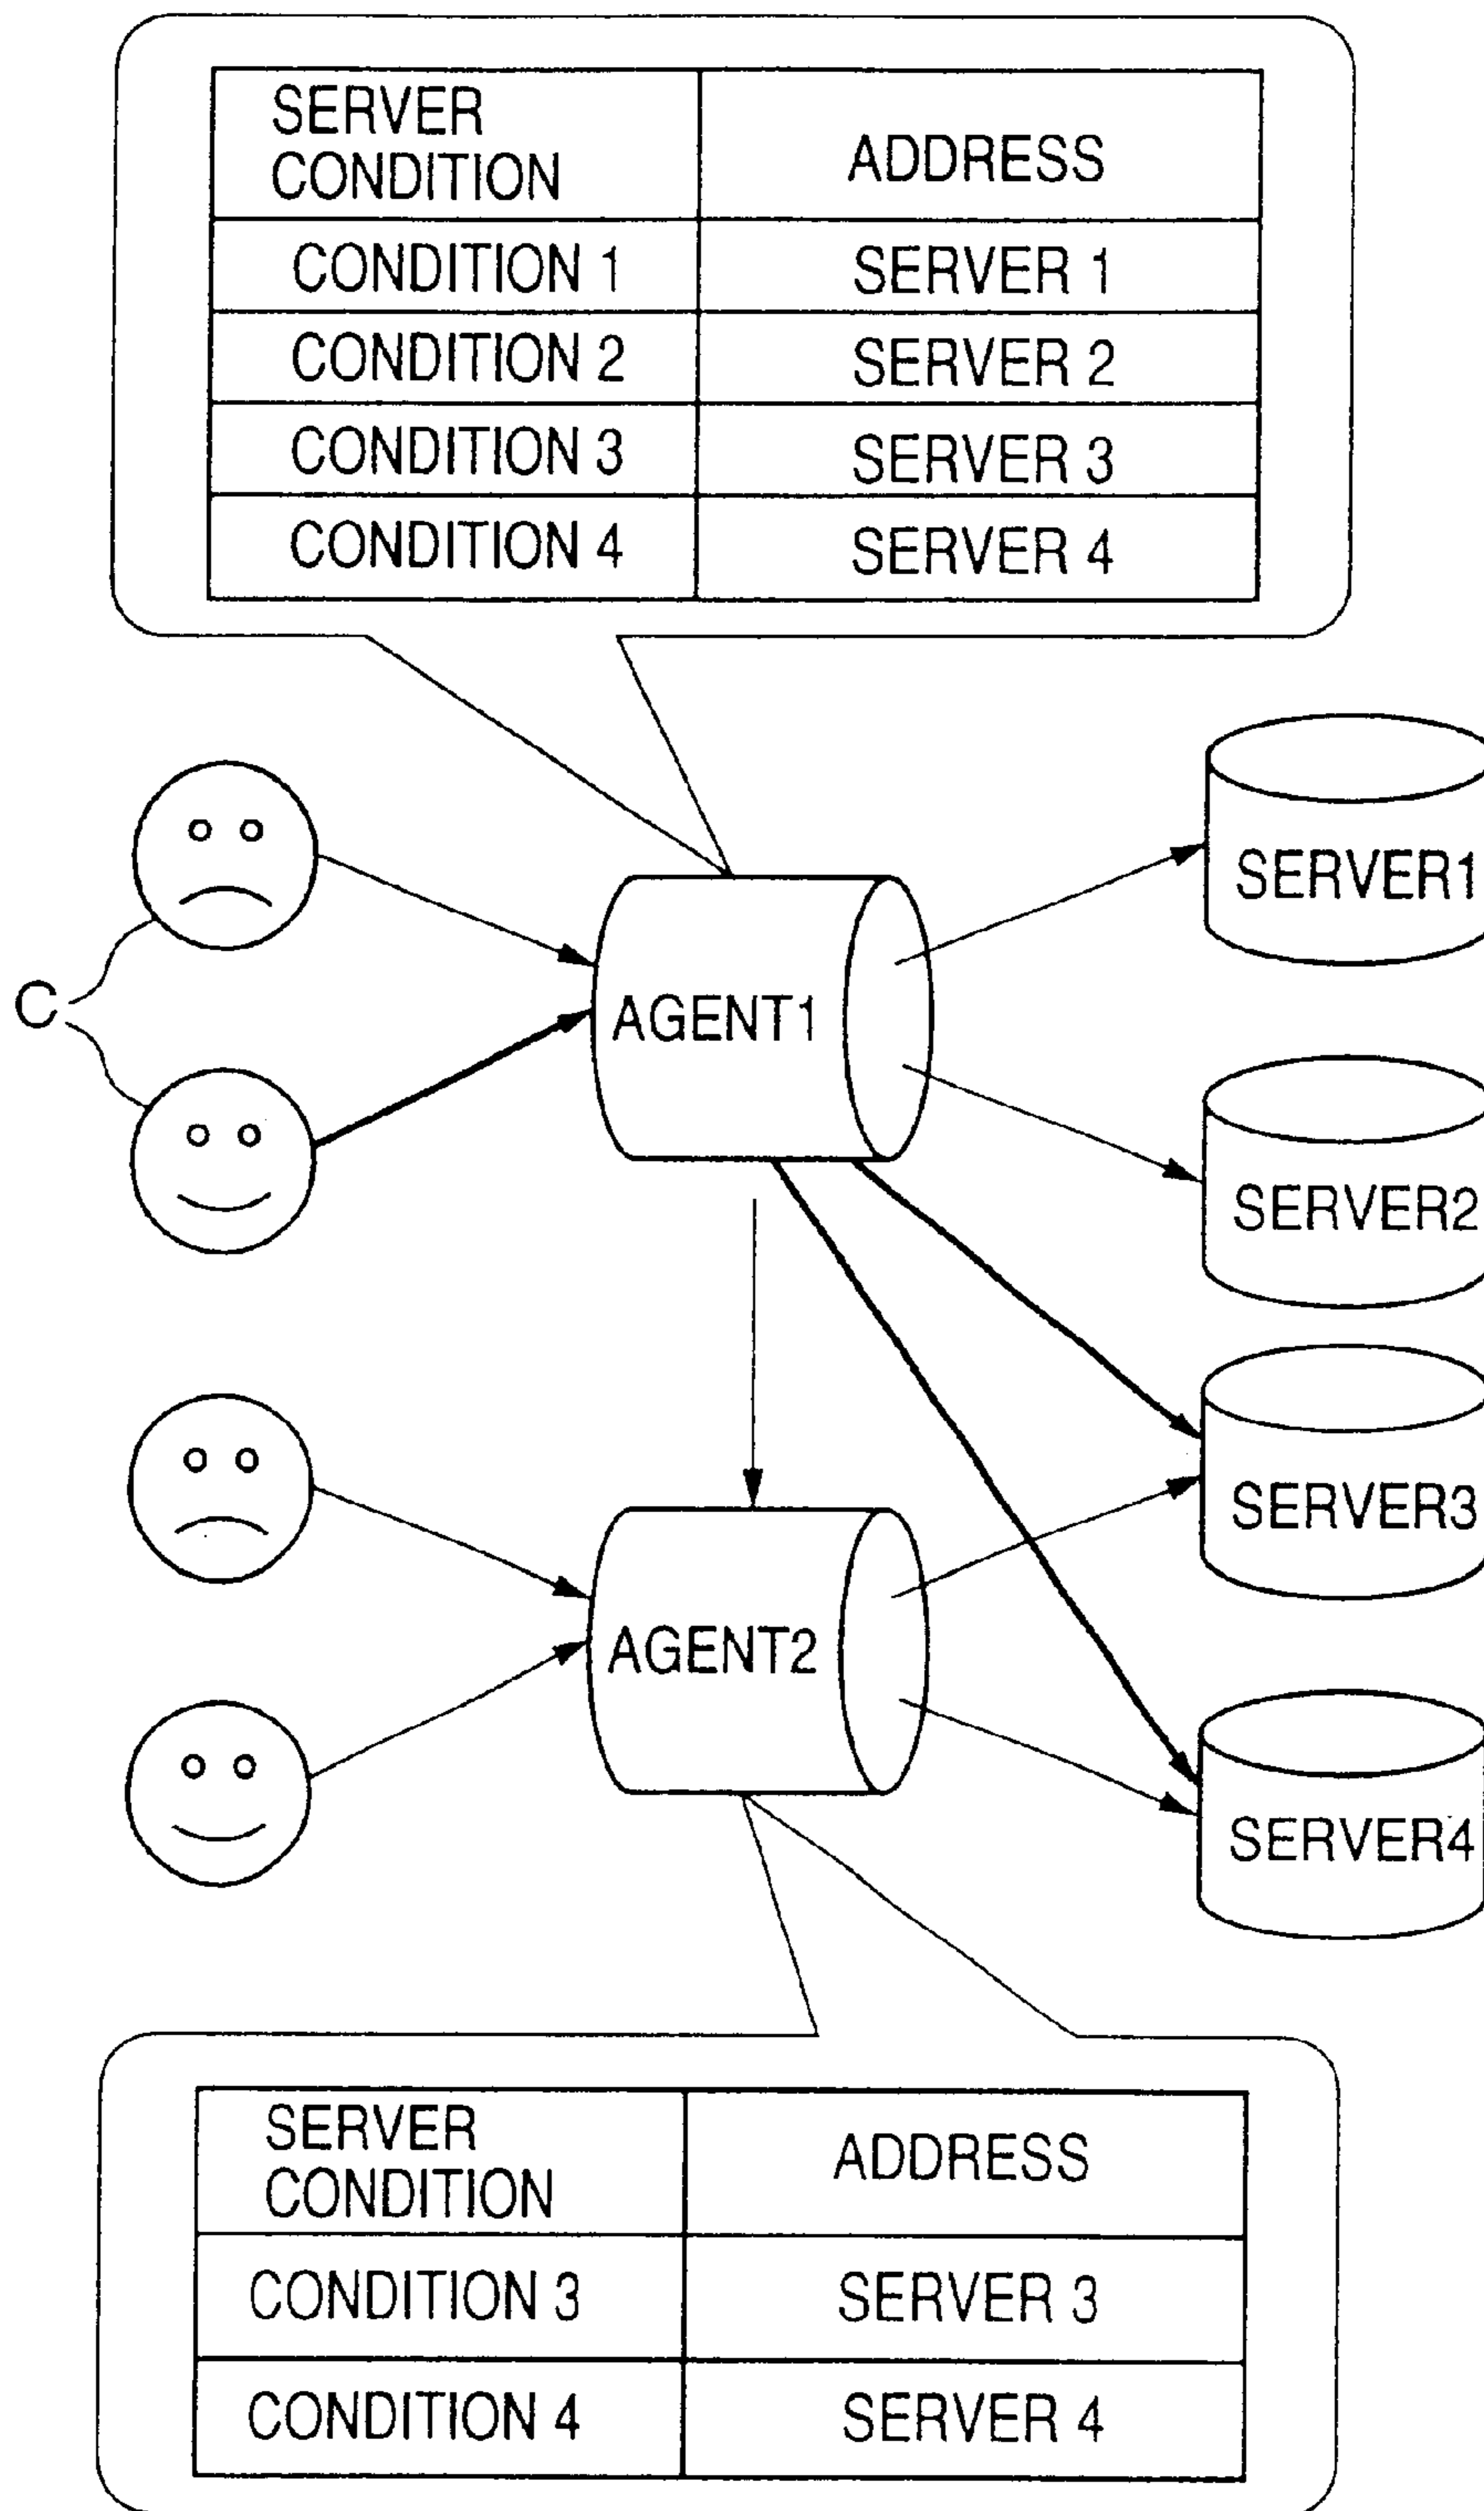 SERVER
CONDITION
ADDRESS
CONDITION 1
SERVER 1
CONDITION 2
SERVER 2
CONDITION 3
SERVER 3
CONDITION 4
SERVER 4
SERVER1
C
AGENT1
SERVER2
SERVER3
AGENT2
SERVER4
SERVER
CONDITION
ADDRESS
CONDITION 3
SERVER 3
CONDITION 4
SERVER 4